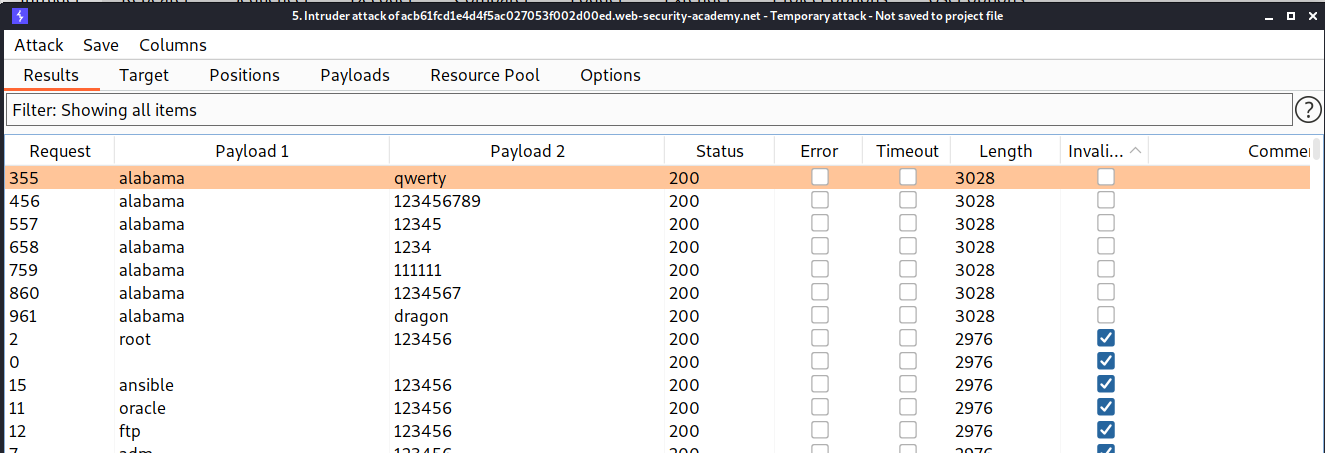 5. Intruder attack of acb61fcd1e4d4f5ac027053f002d00ed.web-security-academy.net - Temporary attack - Not saved to project file
Attack Save Columns
Results Target Positions Payloads Resource Pool Options
Filter: Showing all items
?
Request Payload 1 Payload 2 Status Error Timeout Length Invali... Comme
355 alabama qwerty 200 3028
456 alabama 123456789 200 3028
557 alabama 12345 200 3028
658 alabama 1234 200 3028
759 alabama 111111 200 3028
860 alabama 1234567 200 3028
961 alabama dragon 200 3028
2 root 123456 200 2976
0 200 2976
15 ansible 123456 200 2976
11 oracle 123456 200 2976
12 ftp 123456 200 2976
7 adm 123456 200 2976